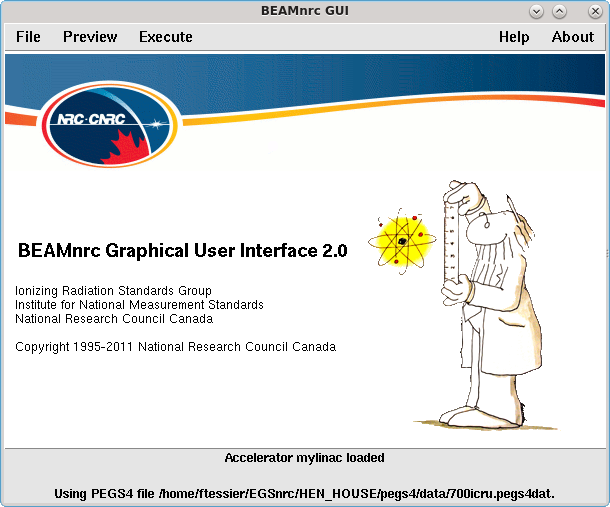 BEAMnrc GUI
File Preview Execute Help About
NRC·CNRC
BEAMnrc Graphical User Interface 2.0
Ionizing Radiation Standards Group
Institute for National Measurement Standards
National Research Council Canada
Copyright 1995-2011 National Research Council Canada
Accelerator mylinac loaded
Using PEGS4 file /home/ftessier/EGSnrc/HEN_HOUSE/pegs4/data/700icru.pegs4dat.